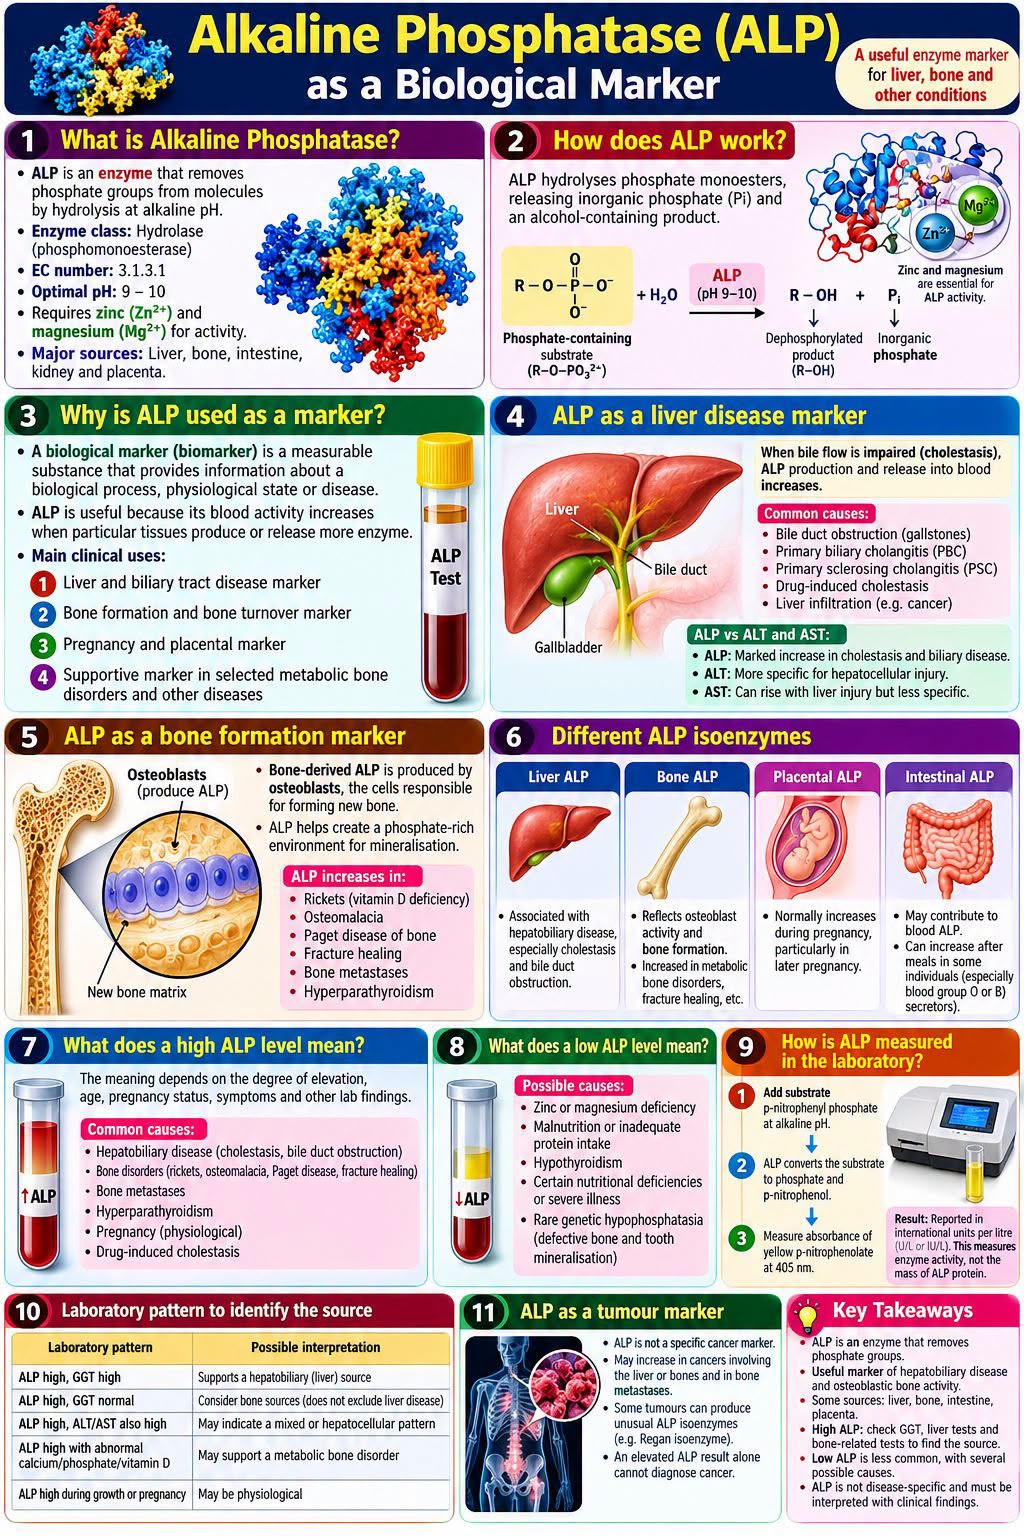 Alkaline Phosphatase (ALP)
as a Biological Marker
A useful enzyme marker
for liver, bone and
other conditions
1 What is Alkaline Phosphatase?
• ALP is an enzyme that removes
phosphate groups from molecules
by hydrolysis at alkaline pH.
• Enzyme class: Hydrolase
(phosphomonoesterase)
• EC number: 3.1.3.1
• Optimal pH: 9 – 10
• Requires zinc (Zn²⁺) and
magnesium (Mg²⁺) for activity.
• Major sources: Liver, bone, intestine,
kidney and placenta.
2 How does ALP work?
ALP hydrolyses phosphate monoesters,
releasing inorganic phosphate (Pi) and
an alcohol-containing product.
Zn²⁺
Zinc and magnesium
are essential for
ALP activity.
O
R – O – P – O⁻
O⁻
+ H₂O
ALP
(pH 9–10)
R – OH + Pᵢ
Phosphate-containing
substrate
Dephosphorylated
product
(R–OH)
Inorganic
phosphate
3 Why is ALP used as a marker?
• A biological marker (biomarker) is a measurable
substance that provides information about a
biological process, physiological state or disease.
• ALP is useful because its blood activity increases
when particular tissues produce or release more enzyme.
• Main clinical uses:
1 Liver and biliary tract disease marker
2 Bone formation and bone turnover marker
3 Pregnancy and placental marker
4 Supportive marker in selected metabolic bone
disorders and other diseases
ALP
Test
4 ALP as a liver disease marker
Liver
Bile duct
Gallbladder
When bile flow is impaired (cholestasis),
ALP production and release into blood
increases.
Common causes:
• Bile duct obstruction (gallstones)
• Primary biliary cholangitis (PBC)
• Primary sclerosing cholangitis (PSC)
• Drug-induced cholestasis
• Liver infiltration (e.g. cancer)
ALP vs ALT and AST:
• ALP: Marked increase in cholestasis and biliary disease.
• ALT: More specific for hepatocellular injury.
• AST: Can rise with liver injury but less specific.
5 ALP as a bone formation marker
Osteoblasts
(produce ALP)
New bone matrix
• Bone-derived ALP is produced by
osteoblasts, the cells responsible
for forming new bone.
• ALP helps create a phosphate-rich
environment for mineralisation.
ALP increases in:
• Rickets (vitamin D deficiency)
• Osteomalacia
• Paget disease of bone
• Fracture healing
• Bone metastases
• Hyperparathyroidism
6 Different ALP isoenzymes
Liver ALP
• Associated with
hepatobiliary disease,
especially cholestasis
and bile duct
obstruction.
Bone ALP
• Reflects osteoblast
activity and
bone formation.
• Increased in metabolic
bone disorders,
fracture healing, etc.
Placental ALP
• Normally increases
during pregnancy,
particularly in
later pregnancy.
Intestinal ALP
• May contribute to
blood ALP.
• Can increase after
meals in some
individuals (especially
blood group O or B)
secretors).
7 What does a high ALP level mean?
↑ALP
The meaning depends on the degree of elevation,
age, pregnancy status, symptoms and other lab findings.
Common causes:
• Hepatobiliary disease (cholestasis, bile duct obstruction)
• Bone disorders (rickets, osteomalacia, Paget disease, fracture healing)
• Bone metastases
• Hyperparathyroidism
• Pregnancy (physiological)
• Drug-induced cholestasis
8 What does a low ALP level mean?
↓ALP
Possible causes:
• Zinc or magnesium deficiency
• Malnutrition or inadequate
protein intake
• Hypothyroidism
• Certain nutritional deficiencies
or severe illness
• Rare genetic hypophosphatasia
(defective bone and tooth
mineralisation)
9 How is ALP measured
in the laboratory?
1 Add substrate
p-nitrophenyl phosphate
at alkaline pH.
2 ALP converts the substrate
to phosphate and
p-nitrophenol.
3 Measure absorbance of
yellow p-nitrophenolate
at 405 nm.
Result: Reported in
international units per litre
(U/L or IU/L). This measures
enzyme activity, not the
mass of ALP protein.
10 Laboratory pattern to identify the source
Laboratory pattern Possible interpretation
ALP high, GGT high Supports a hepatobiliary (liver) source
ALP high, GGT normal Consider bone sources (does not exclude liver disease)
ALP high, ALT/AST also high May indicate a mixed or hepatocellular pattern
ALP high with abnormal
calcium/phosphate/vitamin D May support a metabolic bone disorder
ALP high during growth or pregnancy May be physiological
11 ALP as a tumour marker
• ALP is not a specific cancer marker.
• May increase in cancers involving
the liver or bones and in bone
metastases.
• Some tumours can produce
unusual ALP isoenzymes
(e.g. Regan isoenzyme).
• An elevated ALP result alone
cannot diagnose cancer.
Key Takeaways
• ALP is an enzyme that removes
phosphate groups.
• Useful marker of hepatobiliary disease
and osteoblastic bone activity.
• Some sources: liver, bone, intestine,
placenta.
• High ALP: check GGT, liver tests and
bone-related tests to find the source.
• Low ALP is less common, with several
possible causes.
• ALP is not disease-specific and must be
interpreted with clinical findings.